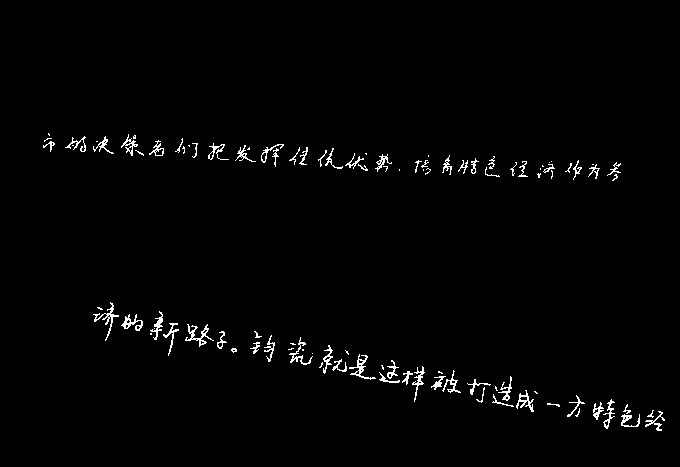 市的决策者们把发挥传统优势,培育特色经济作为参
济的新路子。钧瓷就是这样被打造成一方特色经